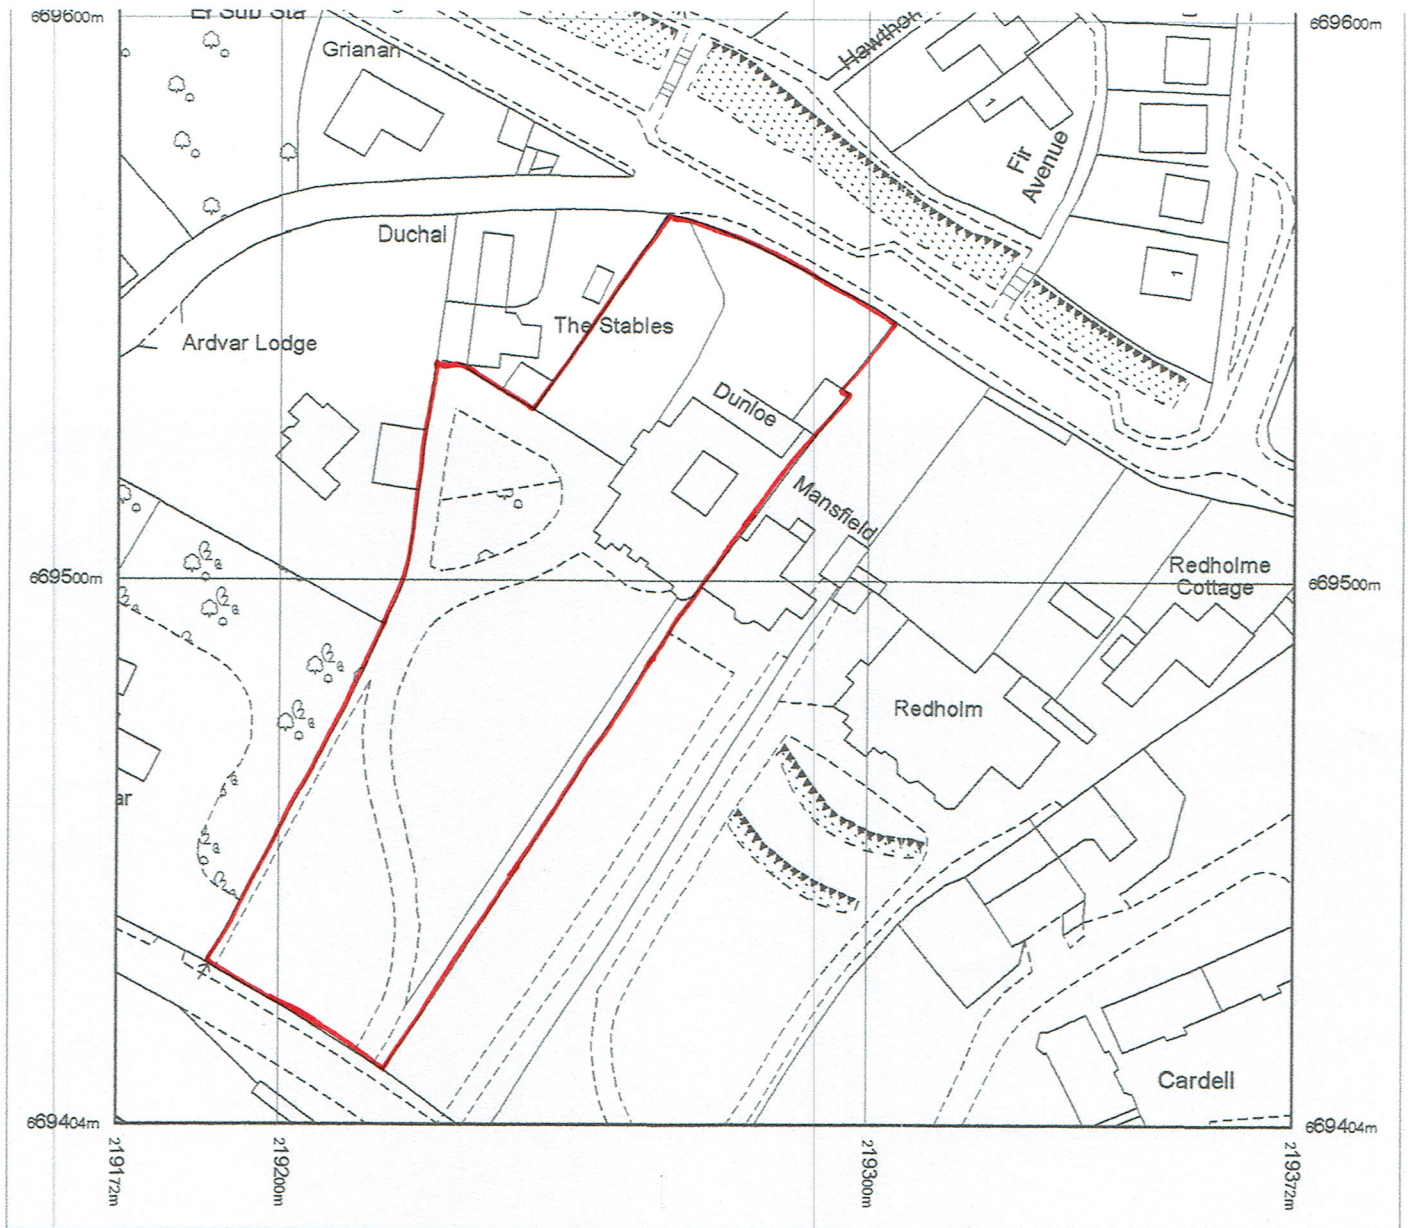 669600m
El Sub Sta
669600m
Grianan
Hawthor
1
Fir
Avenue
Duchal
1
The Stables
Ardvar Lodge
Dunloe
Mansfield
669500m
669500m
Redholme
Cottage
Redholm
ar
Cardell
669404m
669404m
219172m
219200m
219300m
219372m